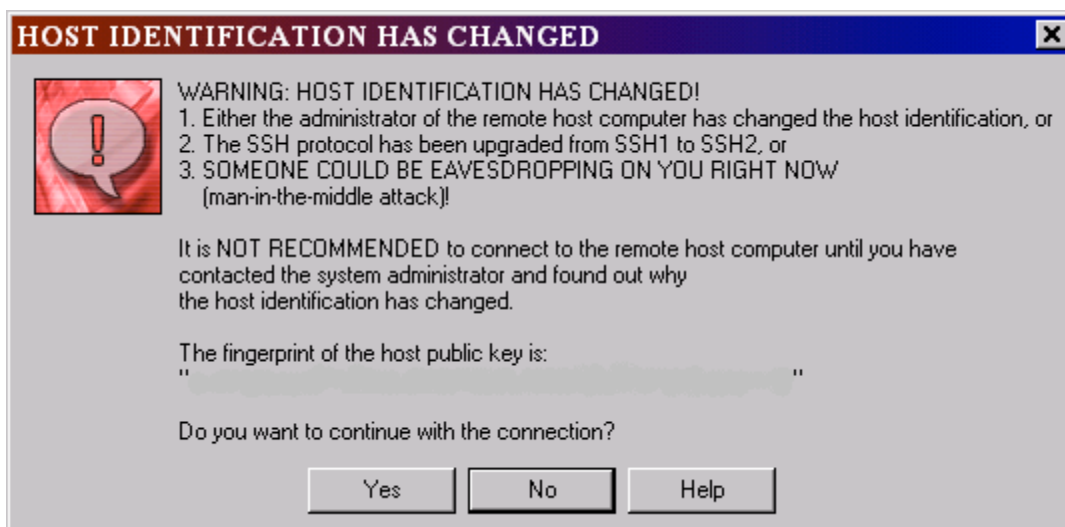 HOST IDENTIFICATION HAS CHANGED
WARNING: HOST IDENTIFICATION HAS CHANGED!
1. Either the administrator of the remote host computer has changed the host identification, or
2. The SSH protocol has been upgraded from SSH1 to SSH2, or
3. SOMEONE COULD BE EAVESDROPPING ON YOU RIGHT NOW
(man-in-the-middle attack)!
It is NOT RECOMMENDED to connect to the remote host computer until you have
contacted the system administrator and found out why
the host identification has changed.
The fingerprint of the host public key is:
" "
Do you want to continue with the connection?
Yes
No
Help